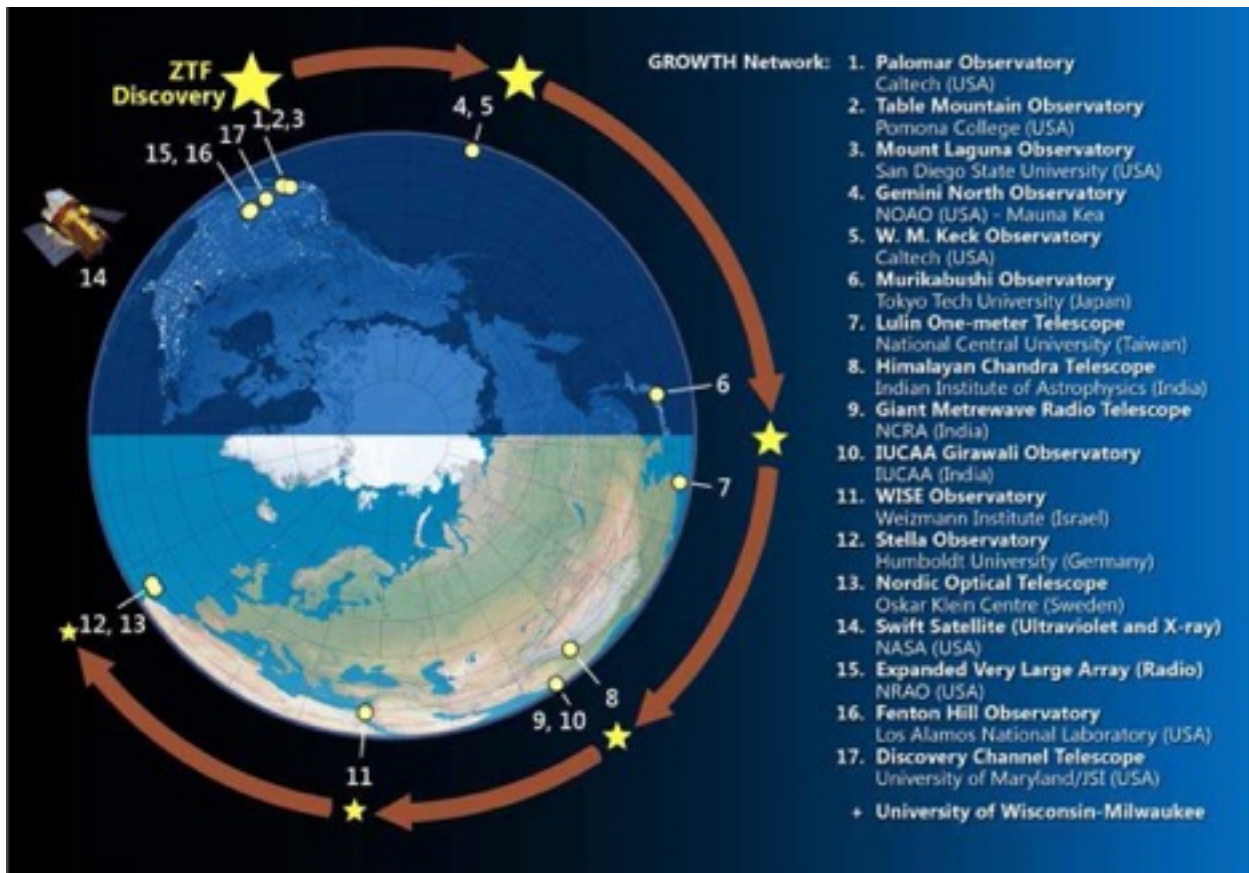 ZTF
Discovery
1,2,3
17
15, 16
4, 5
14
6
7
8
9, 10
11
12, 13
GROWTH Network:
1. Palomar Observatory
Caltech (USA)
2. Table Mountain Observatory
Pomona College (USA)
3. Mount Laguna Observatory
San Diego State University (USA)
4. Gemini North Observatory
NOAO (USA) - Mauna Kea
5. W. M. Keck Observatory
Caltech (USA)
6. Murikabushi Observatory
Tokyo Tech University (Japan)
7. Lulin One-meter Telescope
National Central University (Taiwan)
8. Himalayan Chandra Telescope
Indian Institute of Astrophysics (India)
9. Giant Metrewave Radio Telescope
NCRA (India)
10. IUCAA Girawali Observatory
IUCAA (India)
11. WISE Observatory
Weizmann Institute (Israel)
12. Stella Observatory
Humboldt University (Germany)
13. Nordic Optical Telescope
Oskar Klein Centre (Sweden)
14. Swift Satellite (Ultraviolet and X-ray)
NASA (USA)
15. Expanded Very Large Array (Radio)
NRAO (USA)
16. Fenton Hill Observatory
Los Alamos National Laboratory (USA)
17. Discovery Channel Telescope
University of Maryland/JSI (USA)
+ University of Wisconsin-Milwaukee